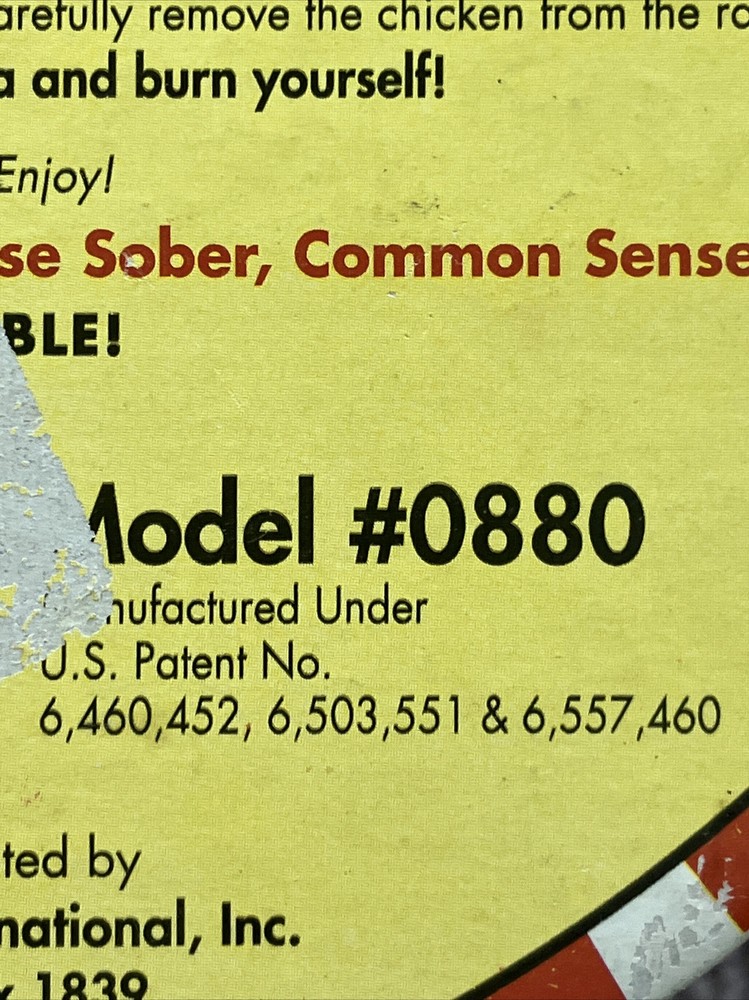 arefully remove the chicken from the ro
a and burn yourself!
Enjoy!
se Sober, Common Sense
BLE!
Model #0880
nufactured Under
U.S. Patent No.
6,460,452, 6,503,551 & 6,557,460
ted by
national, Inc.
x 1839